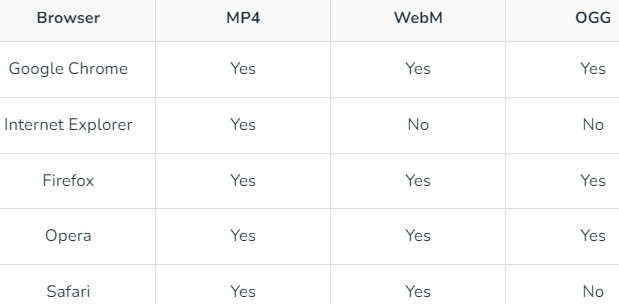 Browser MP4 WebM OGG
Google Chrome Yes Yes Yes
Internet Explorer Yes No No
Firefox Yes Yes Yes
Opera Yes Yes Yes
Safari Yes Yes No